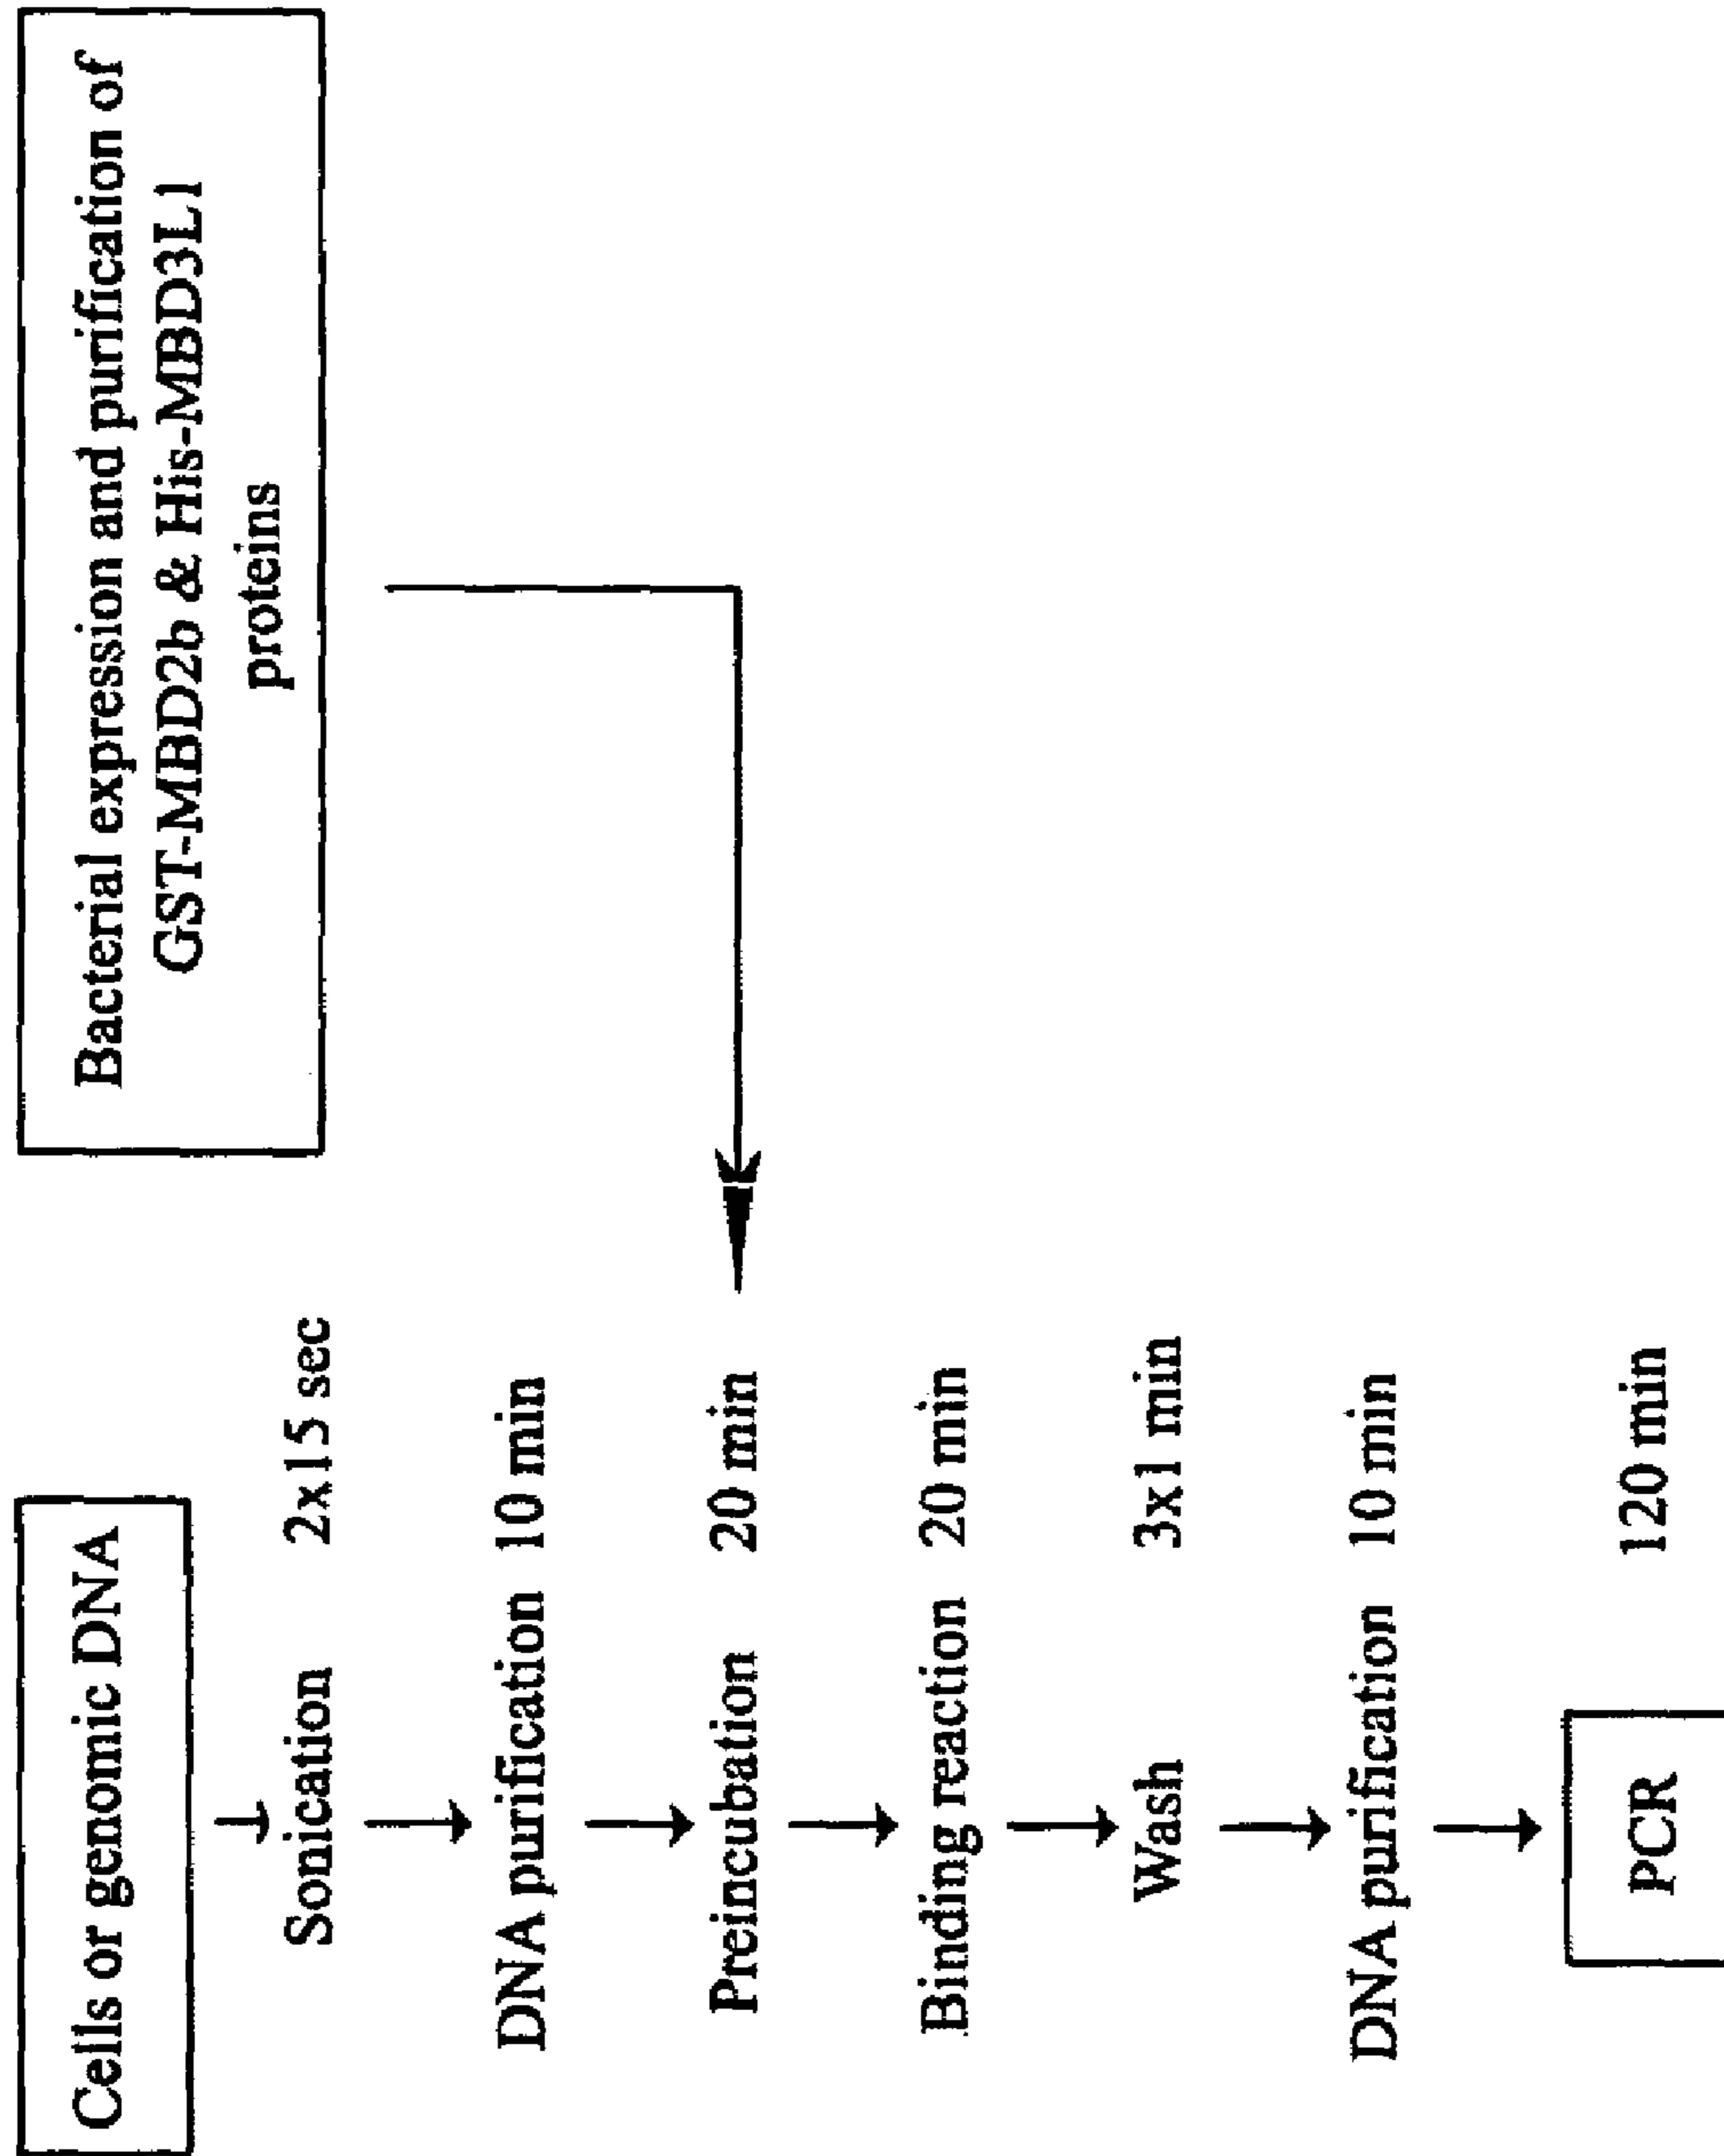 Cells or genomic DNA
Sonication 2x15 sec
DNA purification 10 min
Preincubation 20 min
Binding reaction 20 min
Wash 3x1 min
DNA purification 10 min
PCR 120 min
Bacterial expression and purification of
GST-MBD2b & His-MBD3L1
proteins